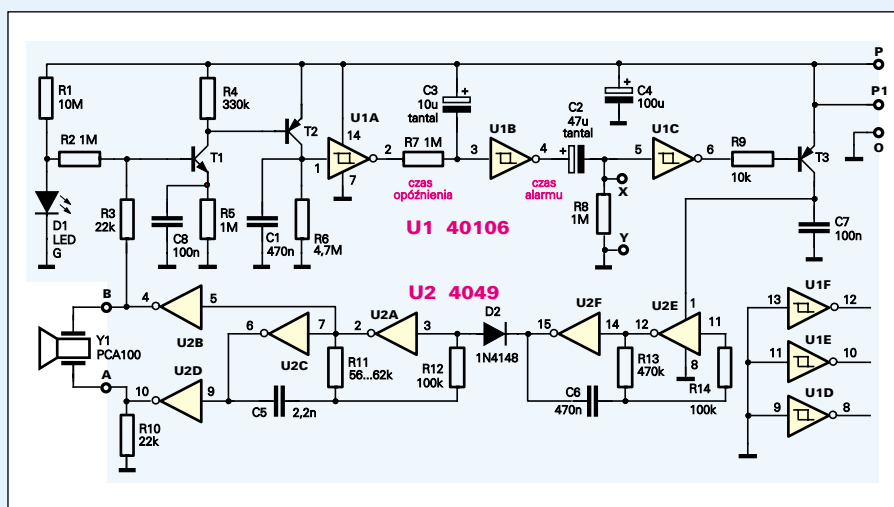 P
P1
O
R1
10M
R4
330k
T2
U1A
14
1
2
7
R2 1M
T1
C3
10u
tantal
+
R7 1M
3
U1B
4
C2
47u
tantal
+
C4
100u
+
5
U1C
6
R9
10k
T3
czas
opóźnienia
czas
alarmu
X
R8
1M
Y
D1
LED
G
R3
22k
C8
100n
R5
1M
C1
470n
R6
4,7M
U1 40106
C7
100n
U2 4049
B
4
5
U2B
6
7
U2C
2
U2A
3
D2
1N4148
15
U2F
14
12
U2E
1
11
8
13
U1F
12
Y1
PCA100
A
10
U2D
9
R11
56...62k
R12
100k
R13
470k
R14
100k
11
U1E
10
C5
2,2n
C6
470n
R10
22k
9
U1D
8